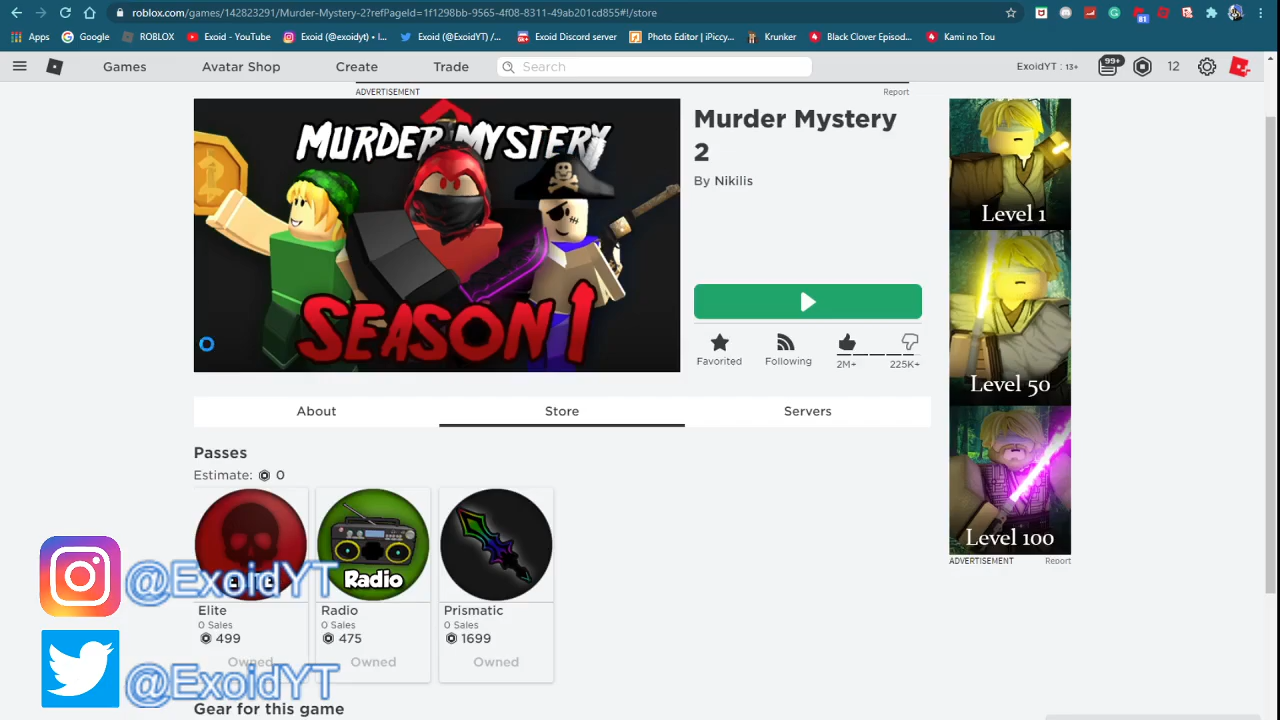 roblox.com/games/142823291/Murder-Mystery-2?refPageId=1f1298bb-9565-4f08-8311-49ab201cd855#!/store
81
Apps Google ROBLOX Exoid - YouTube Exoid (@exoidyt) • I... Exoid (@ExoidYT) /... Exoid Discord server Photo Editor | iPiccy... Krunker Black Clover Episod... Kami no Tou
Games Avatar Shop Create Trade Search ExoidYT : 13+ 99+ 12
ADVERTISEMENT Report
MURDER MYSTERY
2
SEASON 1
Murder Mystery
2
By Nikilis
Favorited Following 2M+ 225K+
Level 1
Level 50
Level 100
ADVERTISEMENT Report
About Store Servers
Passes
Estimate: 0
Radio
Elite Radio Prismatic
0 Sales 0 Sales 0 Sales
499 475 1699
Owned Owned Owned
@ExoidYT
@ExoidYT
Gear for this game